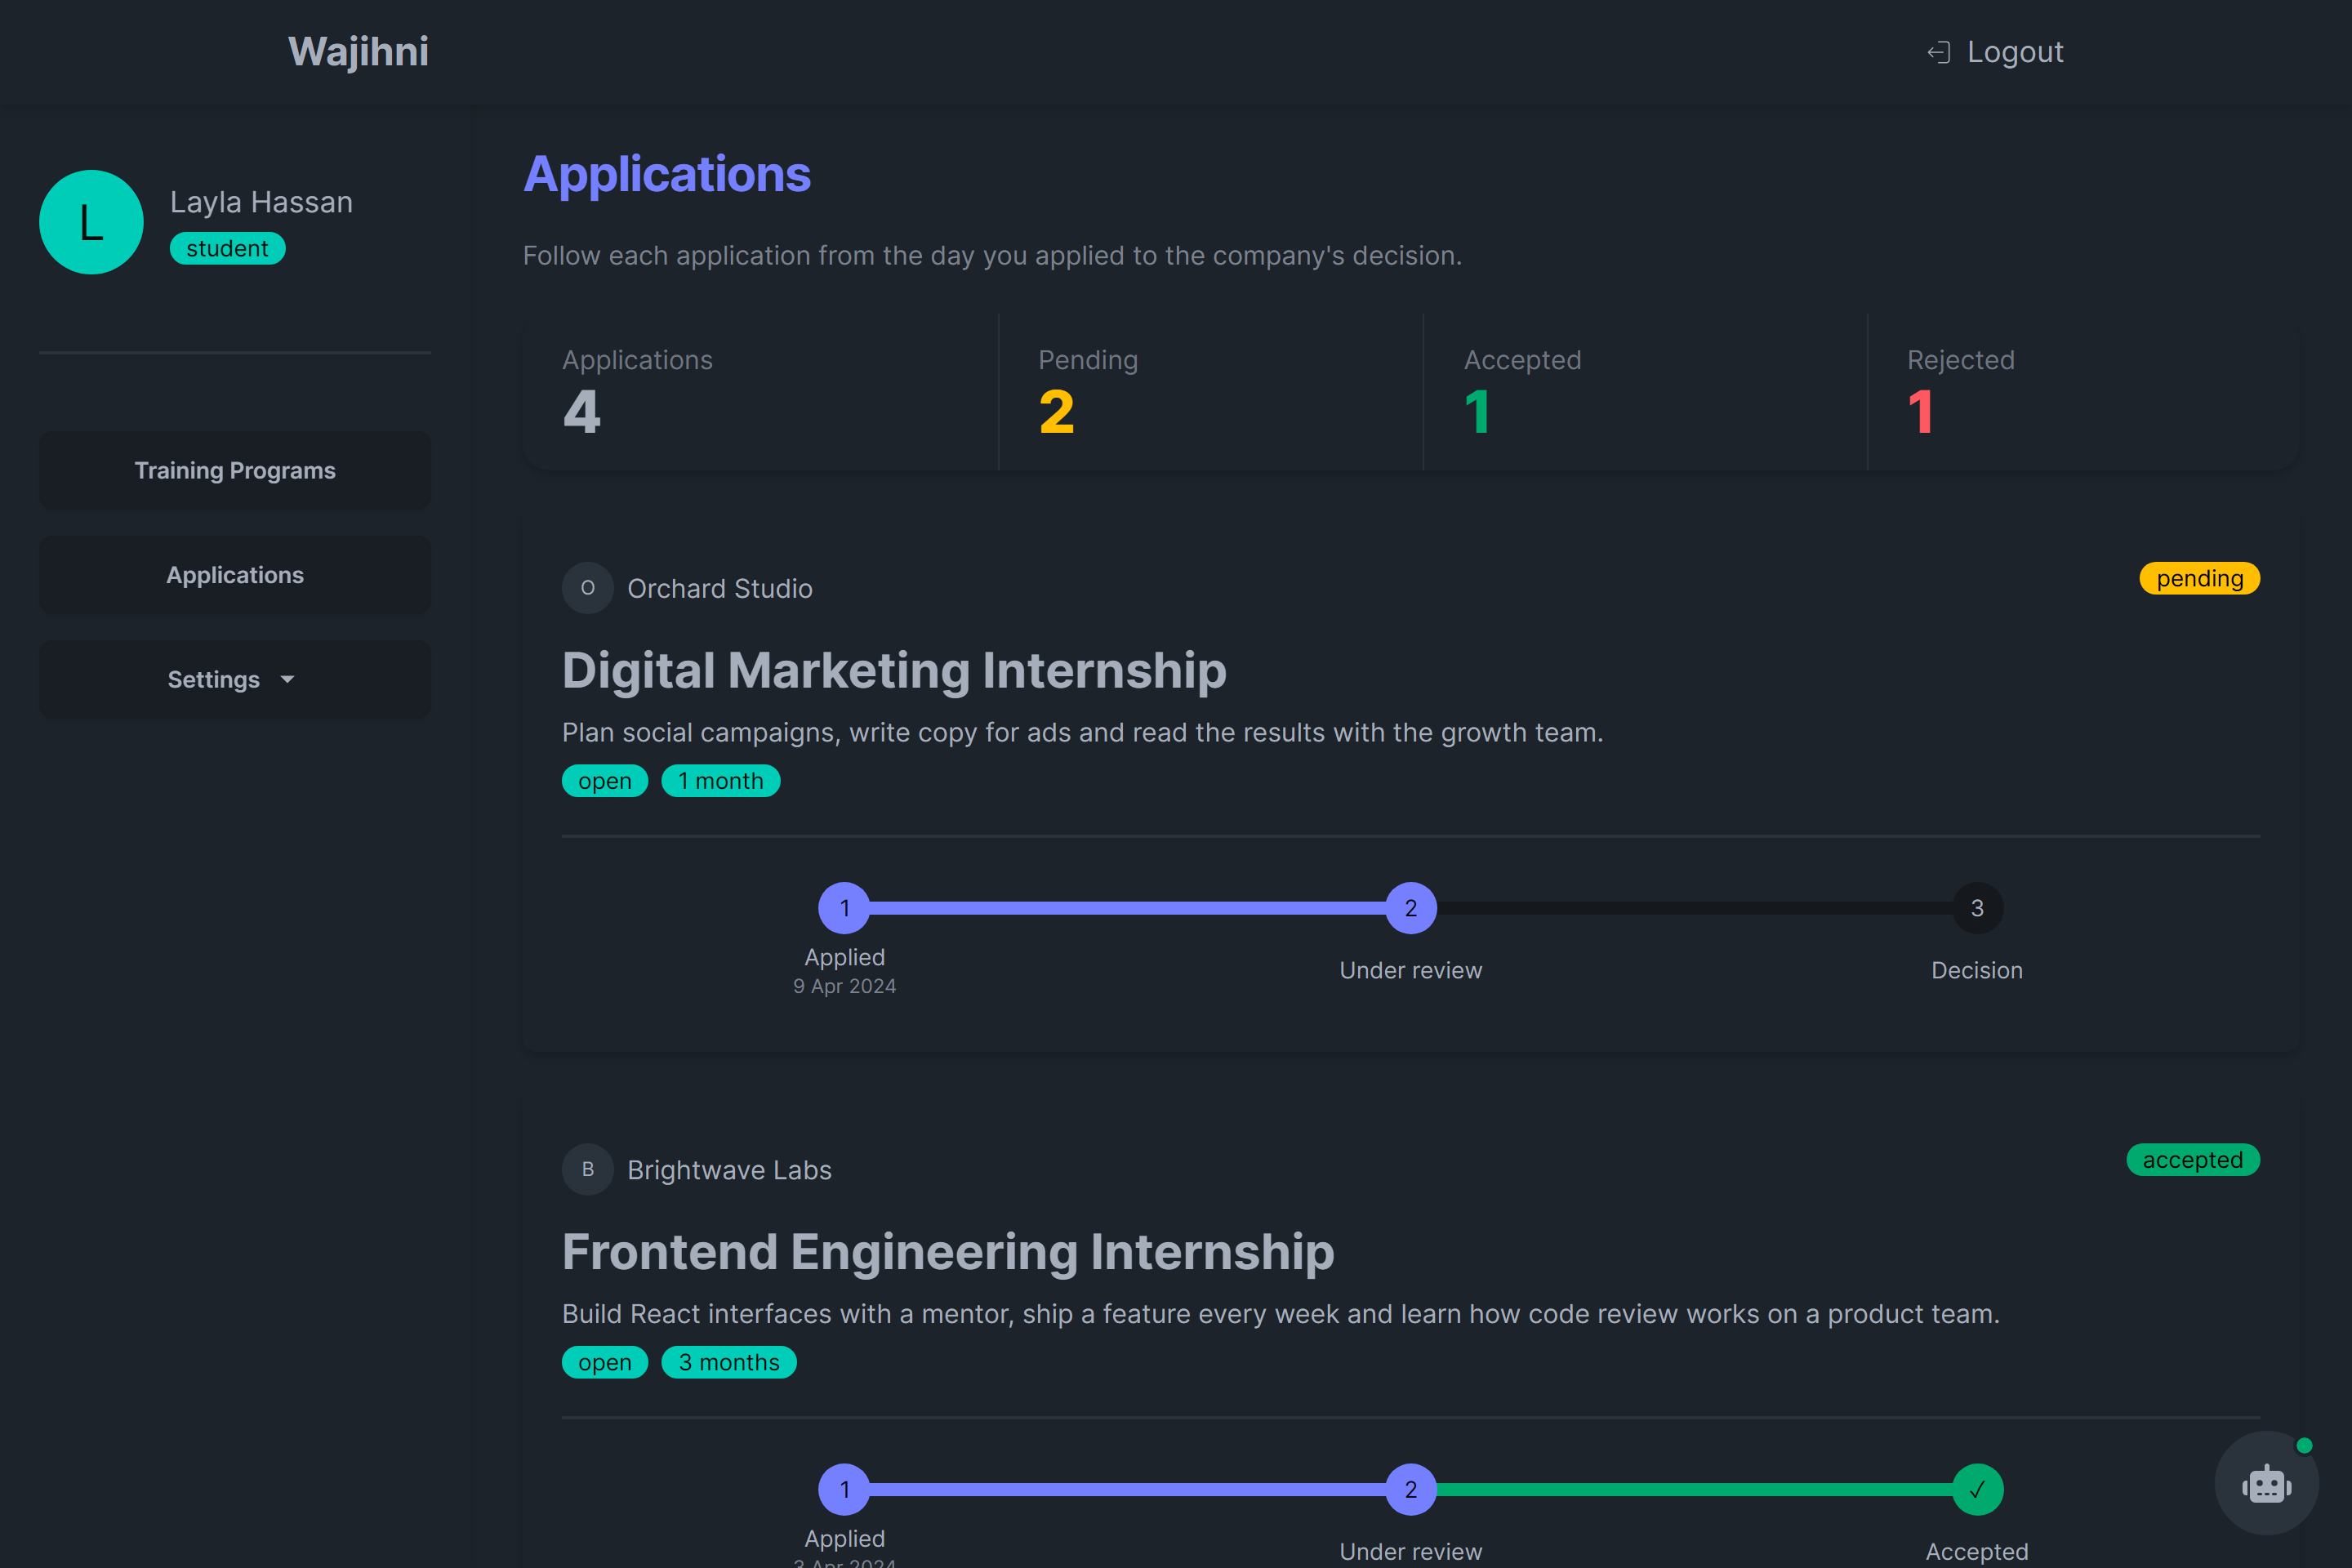 Wajihni
Logout
L
Layla Hassan
student
Training Programs
Applications
Settings
Applications
Follow each application from the day you applied to the company's decision.
Applications
4
Pending
2
Accepted
1
Rejected
1
O
Orchard Studio
pending
Digital Marketing Internship
Plan social campaigns, write copy for ads and read the results with the growth team.
open
1 month
1
2
3
Applied
9 Apr 2024
Under review
Decision
B
Brightwave Labs
accepted
Frontend Engineering Internship
Build React interfaces with a mentor, ship a feature every week and learn how code review works on a product team.
open
3 months
1
2
✓
Applied
3 Apr 2024
Under review
Accepted